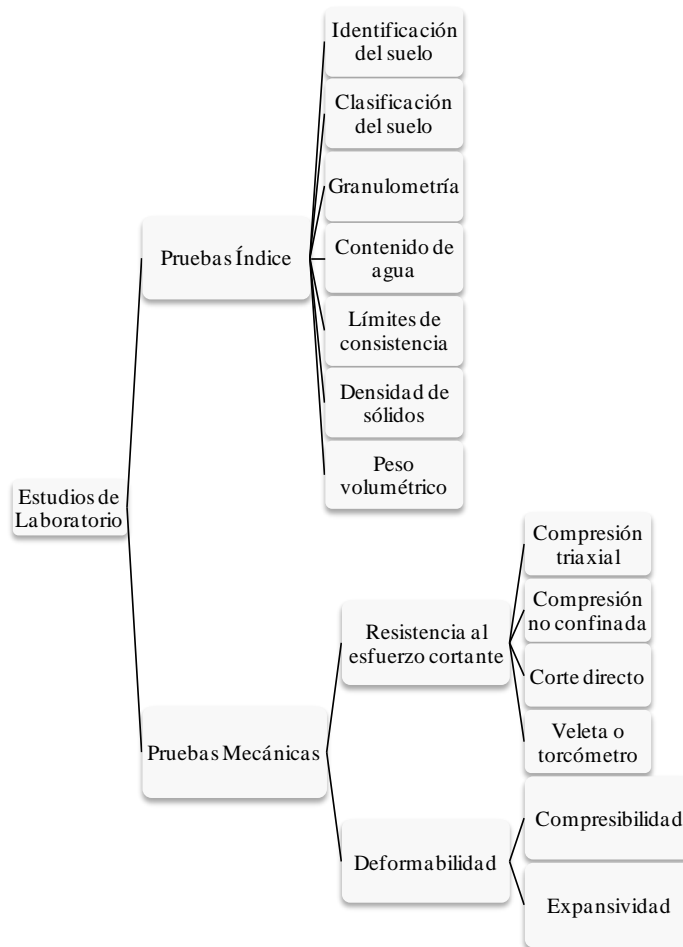 Identificación
del suelo
Clasificación
del suelo
Granulometría
Pruebas Índice
Contenido de
agua
Límites de
consistencia
Densidad de
sólidos
Peso
volumétrico
Estudios de
Laboratorio
Compresión
triaxial
Compresión
no confinada
Resistencia al
esfuerzo cortante
Corte directo
Veleta o
torcómetro
Pruebas Mecánicas
Compresibilidad
Deformabilidad
Expansividad